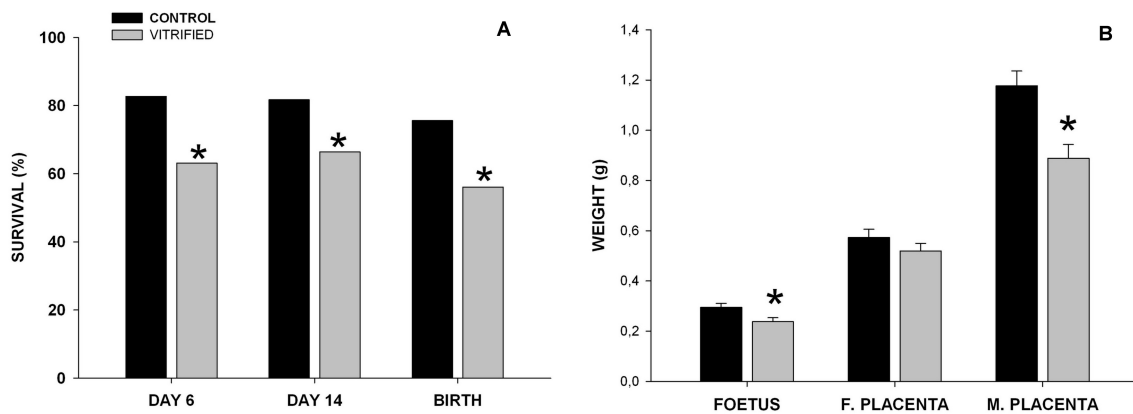 CONTROL
VITRIFIED
A
100
80
60
40
20
0
SURVIVAL (%)
*
*
*
DAY 6
DAY 14
BIRTH
B
1,4
1,2
1,0
0,8
0,6
0,4
0,2
0,0
WEIGHT (g)
*
*
FOETUS
F. PLACENTA
M. PLACENTA